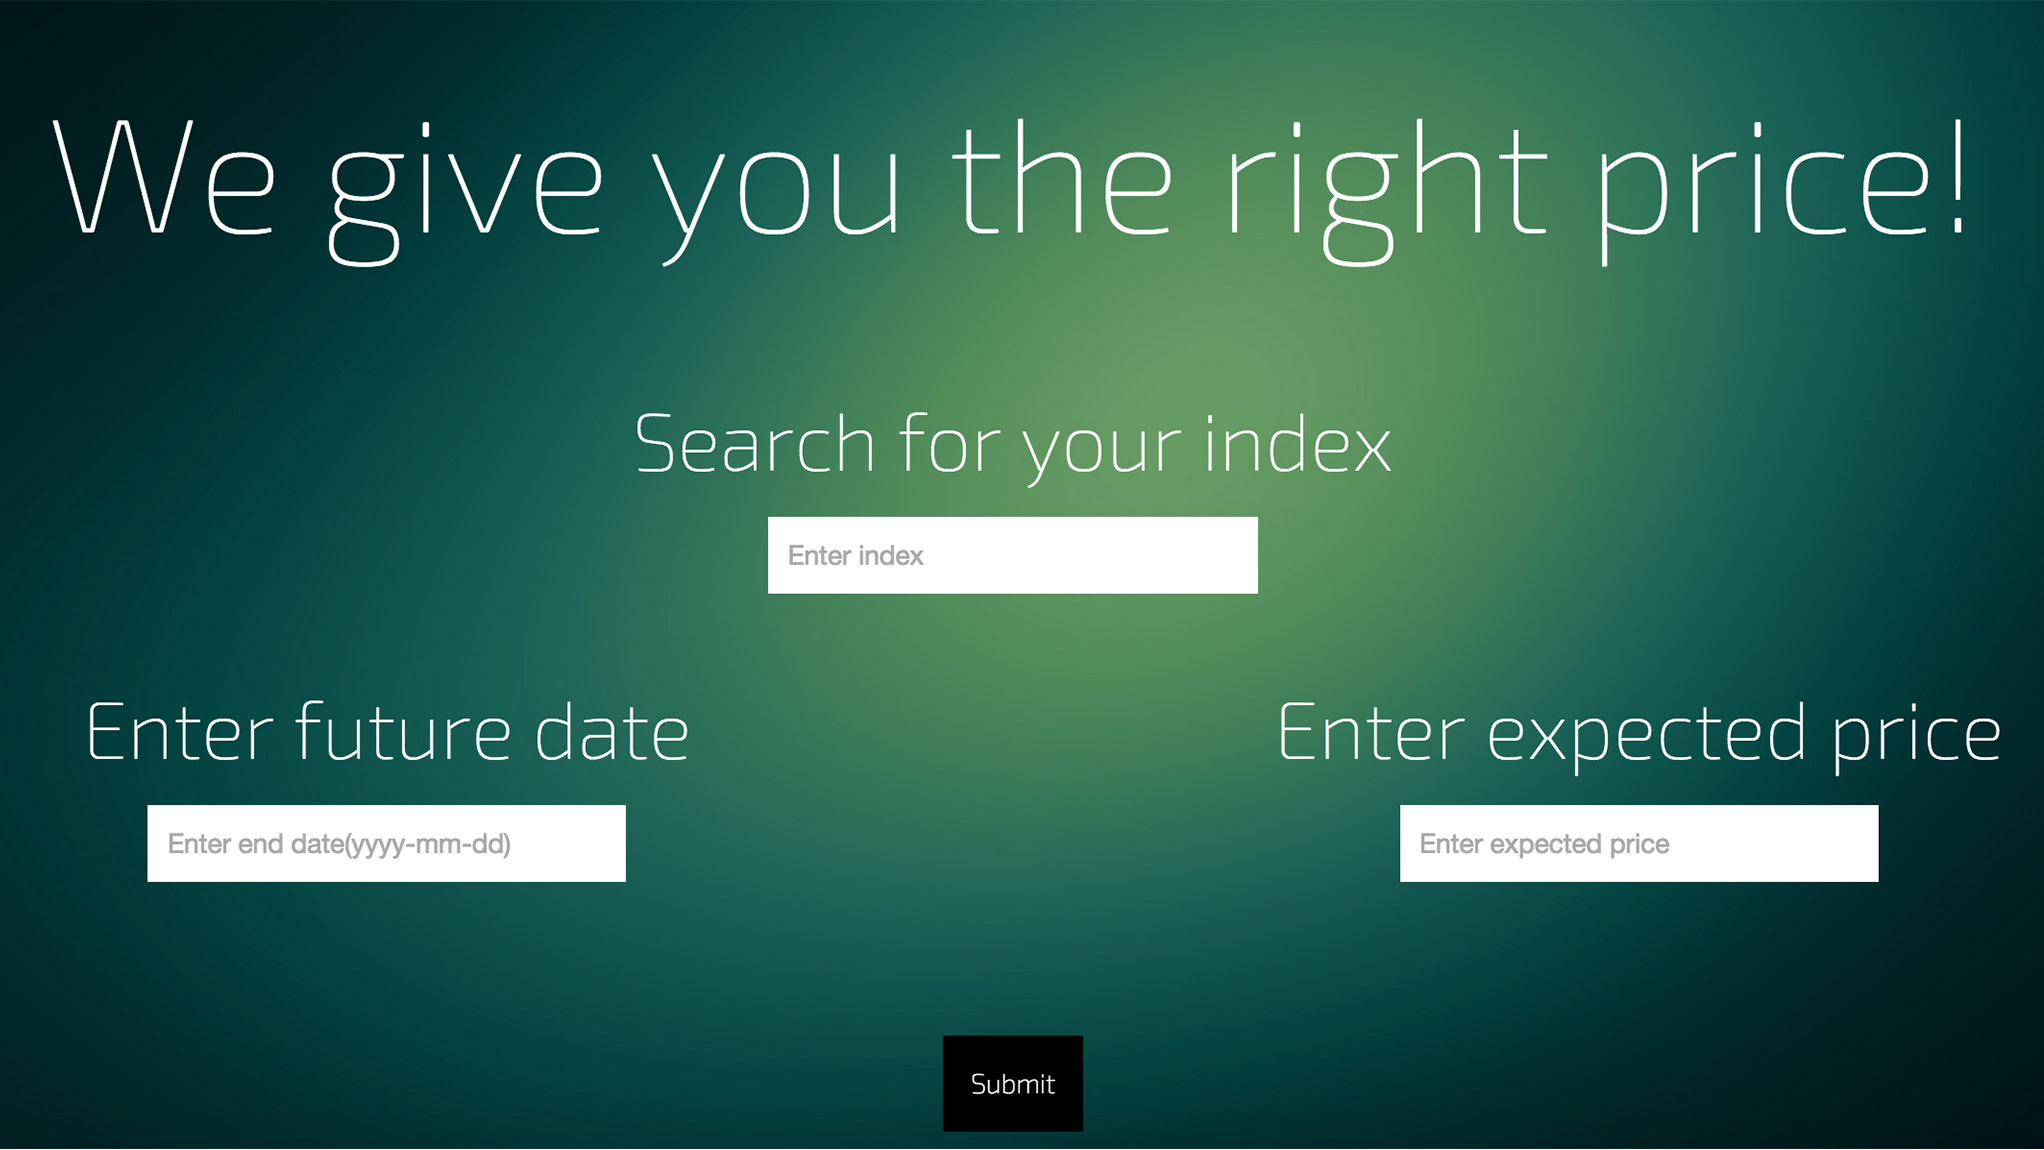 We give you the right price!
Search for your index
Enter index
Enter future date
Enter end date(yyyy-mm-dd)
Enter expected price
Enter expected price
Submit